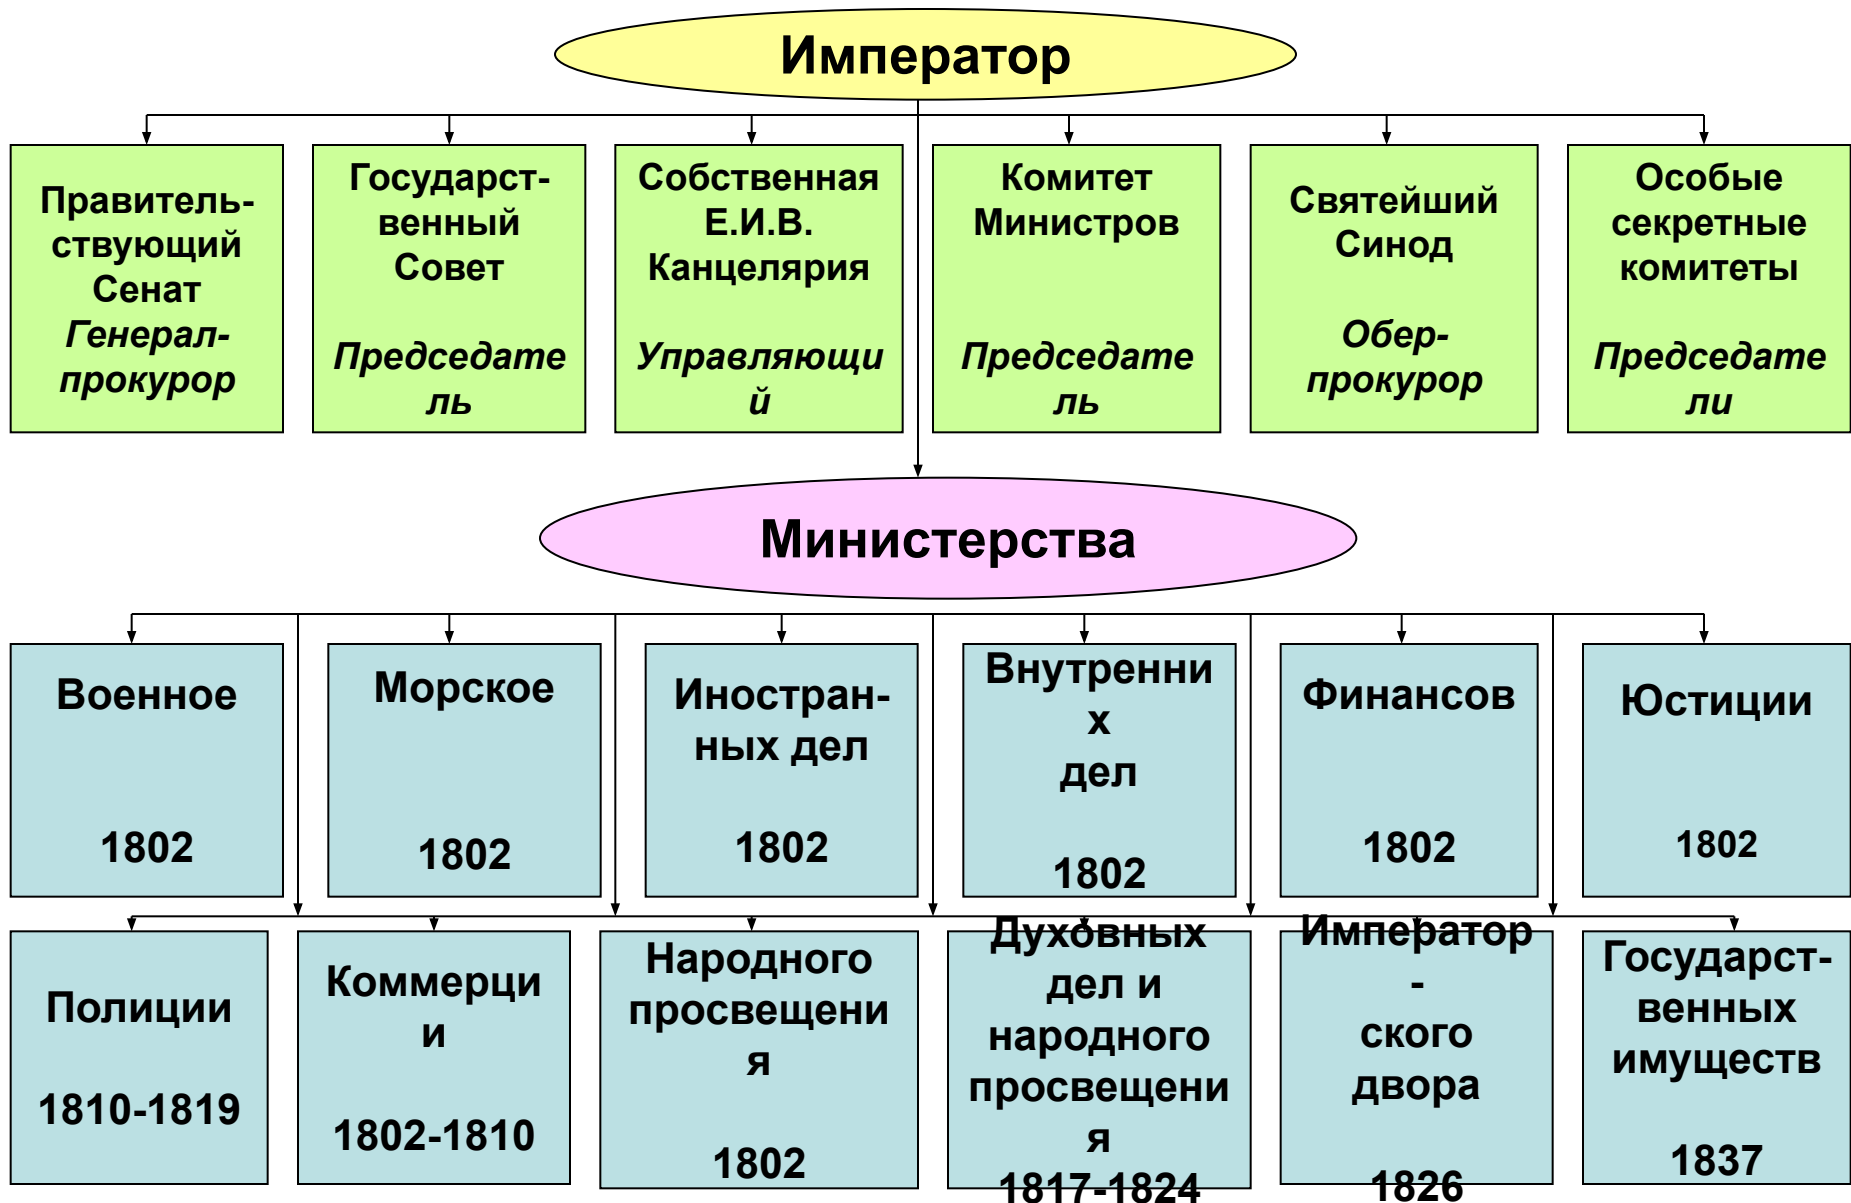 Император
Правитель-
ствующий
Сенат
Генерал-
прокурор
Государст-
венный
Совет
Председате
ль
Собственная
Е.И.В.
Канцелярия
Управляющи
й
Комитет
Министров
Председате
ль
Святейший
Синод
Обер-
прокурор
Особые
секретные
комитеты
Председате
ли
Министерства
Военное
1802
Морское
1802
Иностран-
ных дел
1802
Внутренни
х
дел
1802
Финансов
1802
Юстиции
1802
Полиции
1810-1819
Коммерци
и
1802-1810
Народного
просвещени
я
1802
Духовных
дел и
народного
просвещени
я
1817-1824
Император
-
ского
двора
1826
Государст-
венных
имуществ
1837